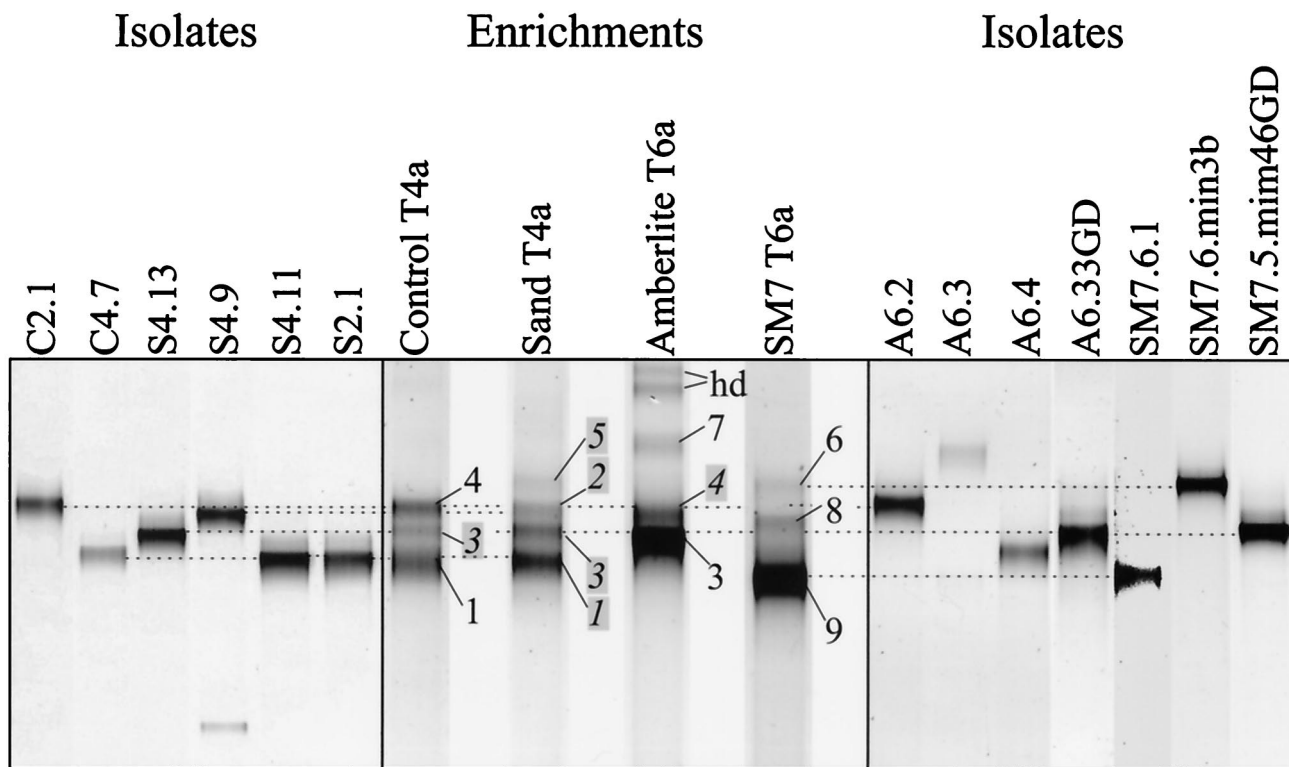 Isolates
Enrichments
Isolates
C2.1
C4.7
S4.13
S4.9
S4.11
S2.1
Control T4a
Sand T4a
Amberlite T6a
SM7 T6a
A6.2
A6.3
A6.4
A6.33GD
SM7.6.1
SM7.6.min3b
SM7.5.mim46GD
4
3
1
5
2
3
1
hd
7
4
3
6
8
9